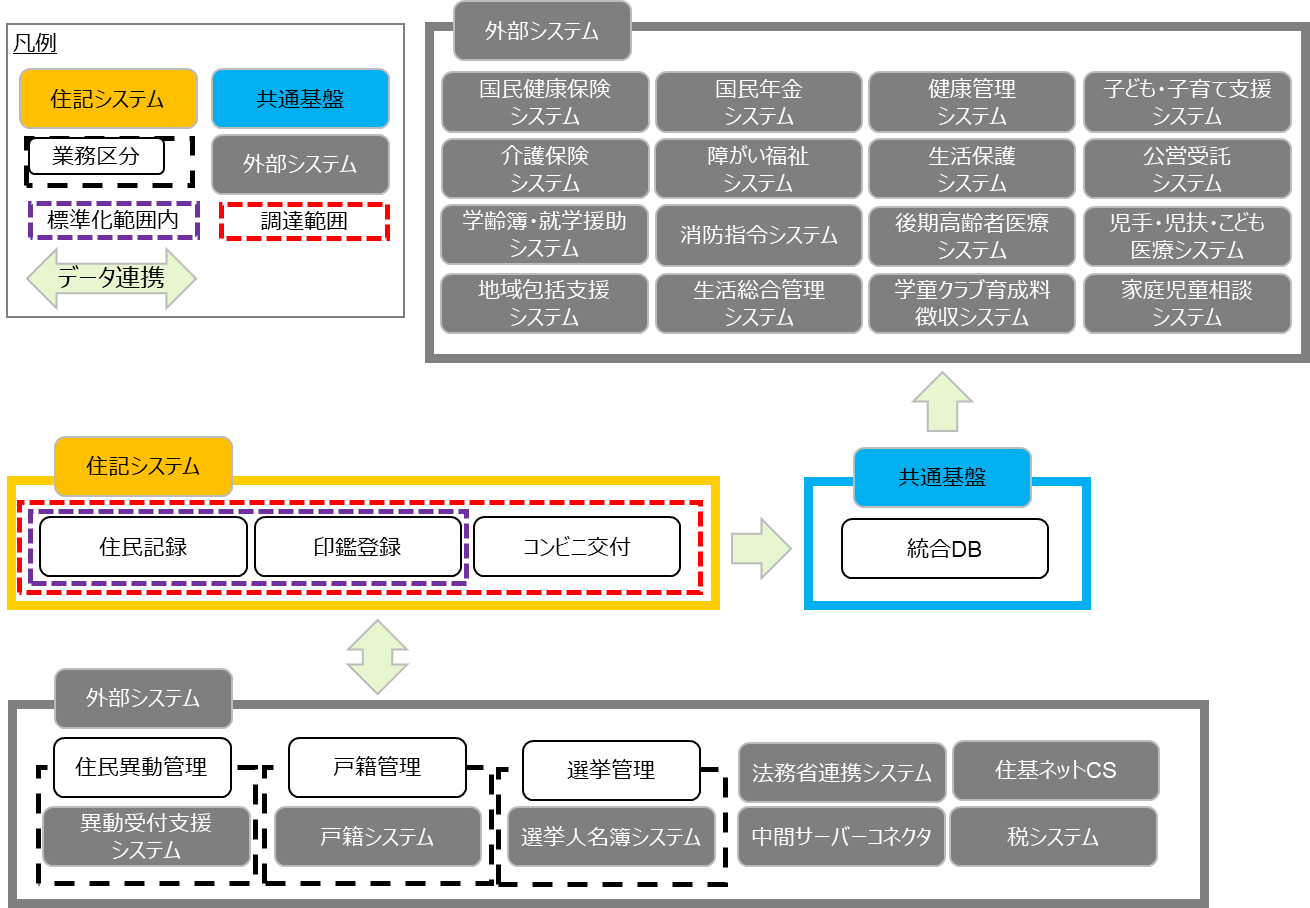 凡例
住記システム
共通基盤
業務区分
外部システム
標準化範囲内
調達範囲
データ連携
外部システム
国民健康保険
システム
国民年金
システム
健康管理
システム
子ども・子育て支援
システム
介護保険
システム
障がい福祉
システム
生活保護
システム
公営受託
システム
学齢簿・就学援助
システム
消防指令システム
後期高齢者医療
システム
児手・児扶・こども
医療システム
地域包括支援
システム
生活総合管理
システム
学童クラブ育成料
徴収システム
家庭児童相談
システム
住記システム
住民記録
印鑑登録
コンビニ交付
共通基盤
統合DB
外部システム
住民異動管理
異動受付支援
システム
戸籍管理
戸籍システム
選挙管理
選挙人名簿システム
法務省連携システム
住基ネットCS
中間サーバーコネクタ
税システム